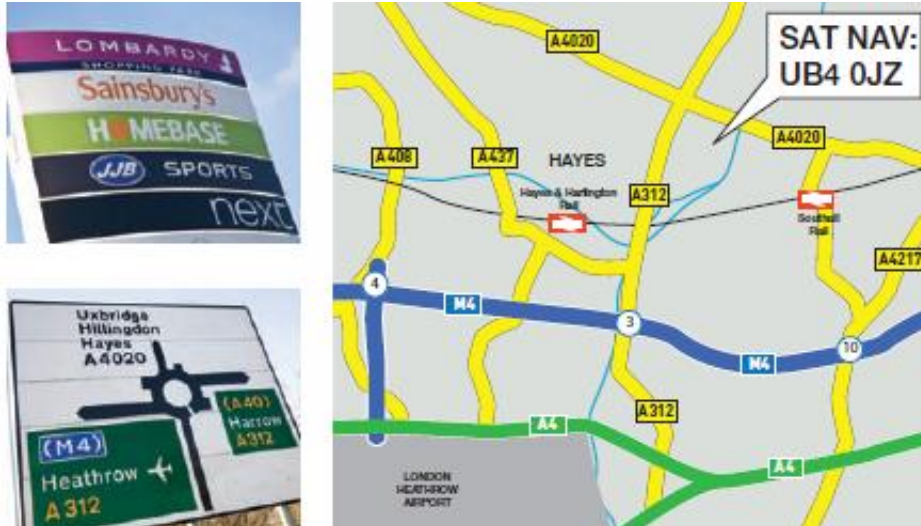 LOMBARDY
SHOPPING PARK
Sainsbury's
HOMEBASE
JJB SPORTS
next
Uxbridge
Hillingdon
Hayes
A4020
(M4)
Heathrow
A312
(A40)
Harrow
A312
A4020
SAT NAV:
UB4 0JZ
A4020
A408
A437
HAYES
Hayes & Harlington
Rail
A312
Southall
Rail
A4217
4
M4
3
10
M4
A312
A4
A4
LONDON
HEATHROW
AIRPORT